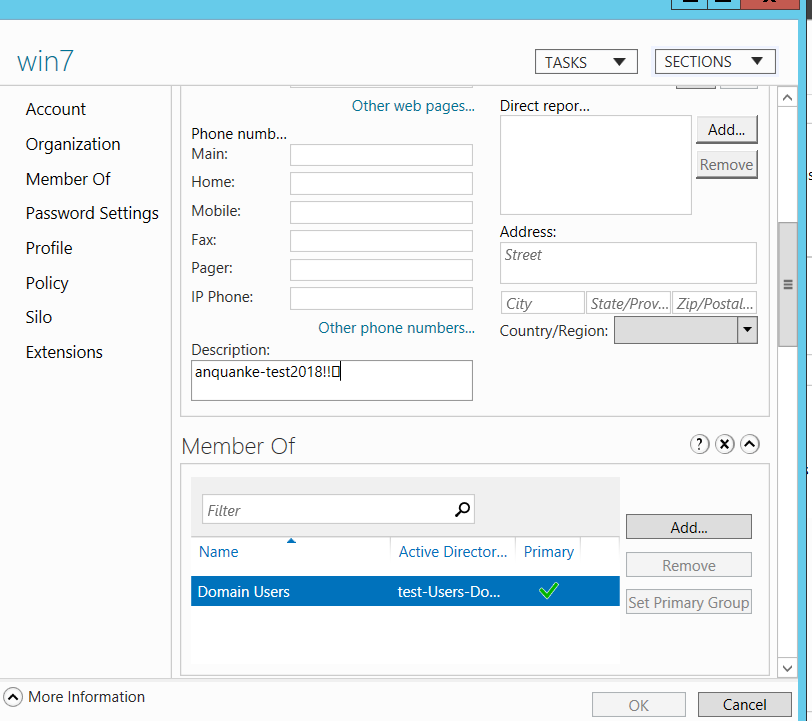 win7
TASKS
SECTIONS
Account
Organization
Member Of
Password Settings
Profile
Policy
Silo
Extensions
Other web pages...
Phone numb...
Main:
Home:
Mobile:
Fax:
Pager:
IP Phone:
Other phone numbers...
Description:
anquanke-test2018!!
Direct repor...
Add...
Remove
Address:
Street
City State/Prov... Zip/Postal...
Country/Region:
Member Of
Filter
Name Active Director... Primary
Domain Users test-Users-Do...
Add...
Remove
Set Primary Group
More Information
OK Cancel